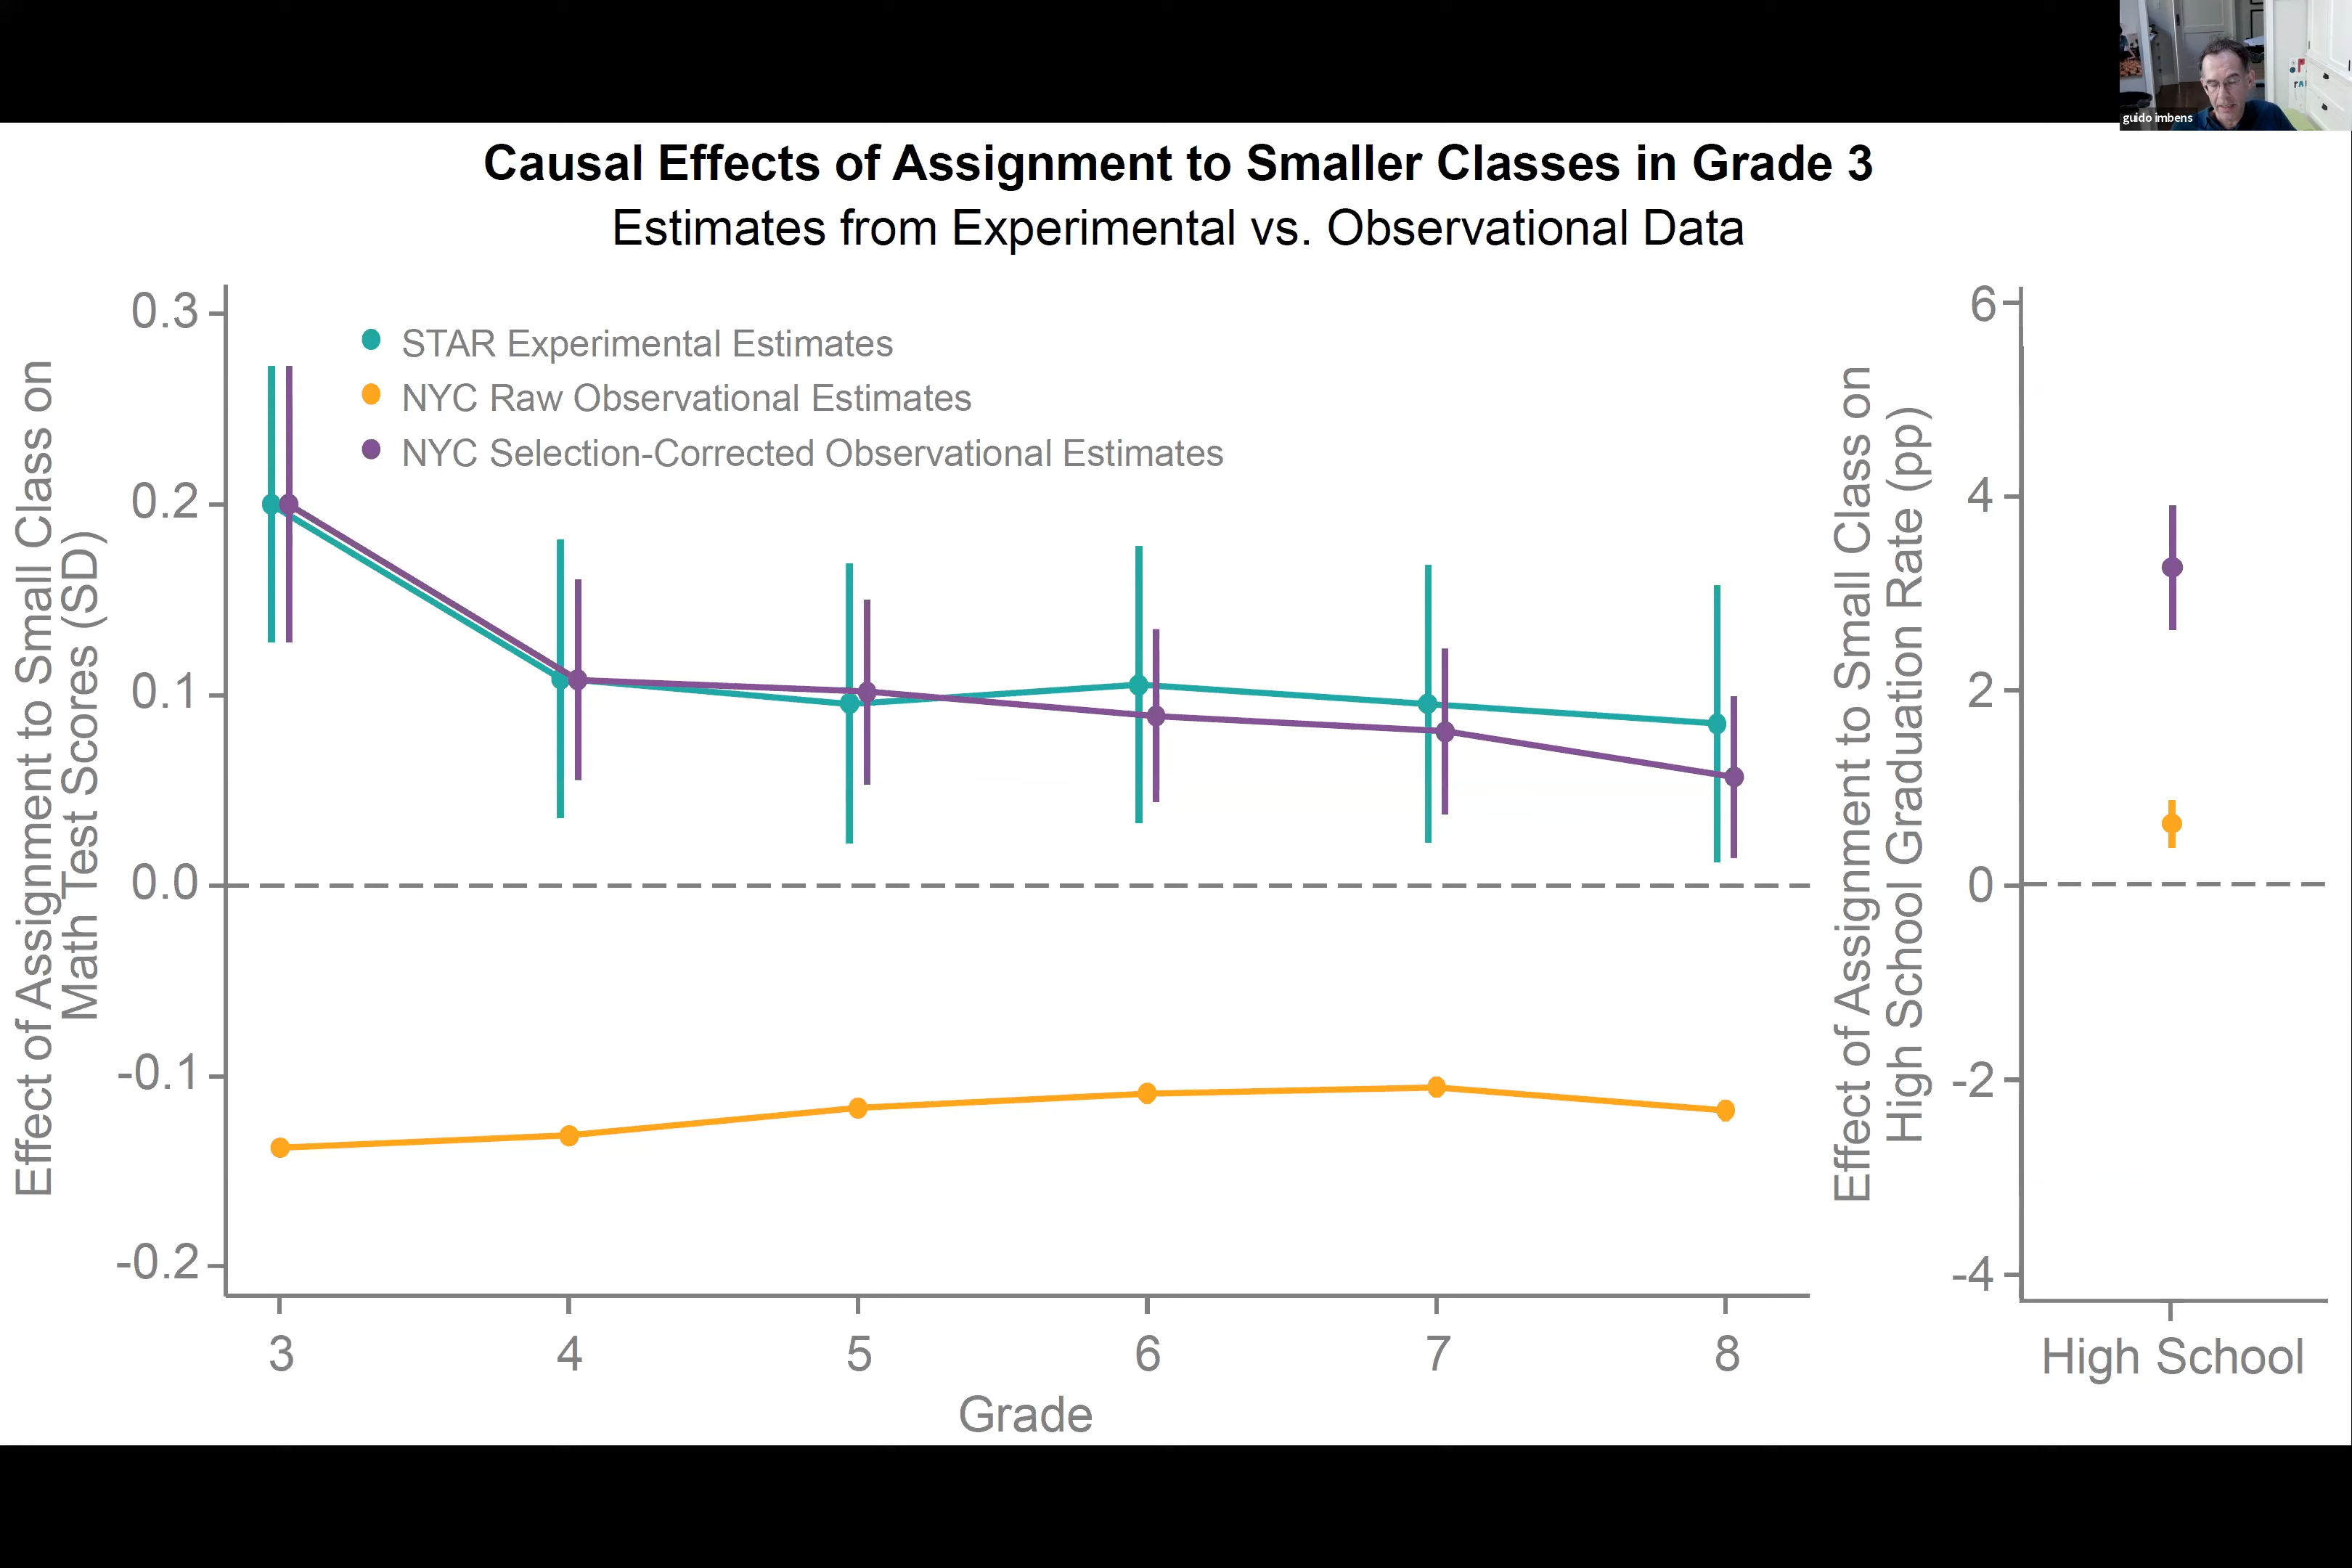 guido imbens
Causal Effects of Assignment to Smaller Classes in Grade 3
Estimates from Experimental vs. Observational Data
Effect of Assignment to Small Class on
Math Test Scores (SD)
0.3
0.2
0.1
0.0
-0.1
-0.2
STAR Experimental Estimates
NYC Raw Observational Estimates
NYC Selection-Corrected Observational Estimates
3 4 5 6 7 8
Grade
Effect of Assignment to Small Class on
High School Graduation Rate (pp)
6
4
2
0
-2
-4
High School